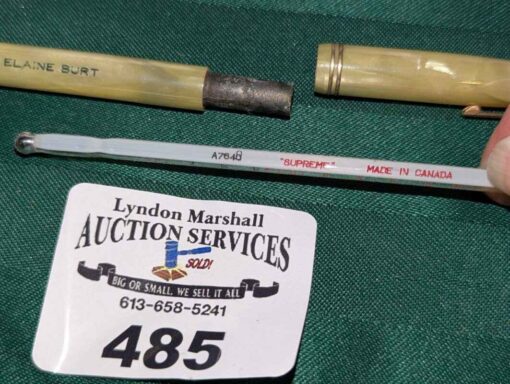 ELAINE BURT
A7640 "SUPREME" MADE IN CANADA
Lyndon Marshall
AUCTION SERVICES
SOLD!
BIG OR SMALL, WE SELL IT ALL
613-658-5241
485